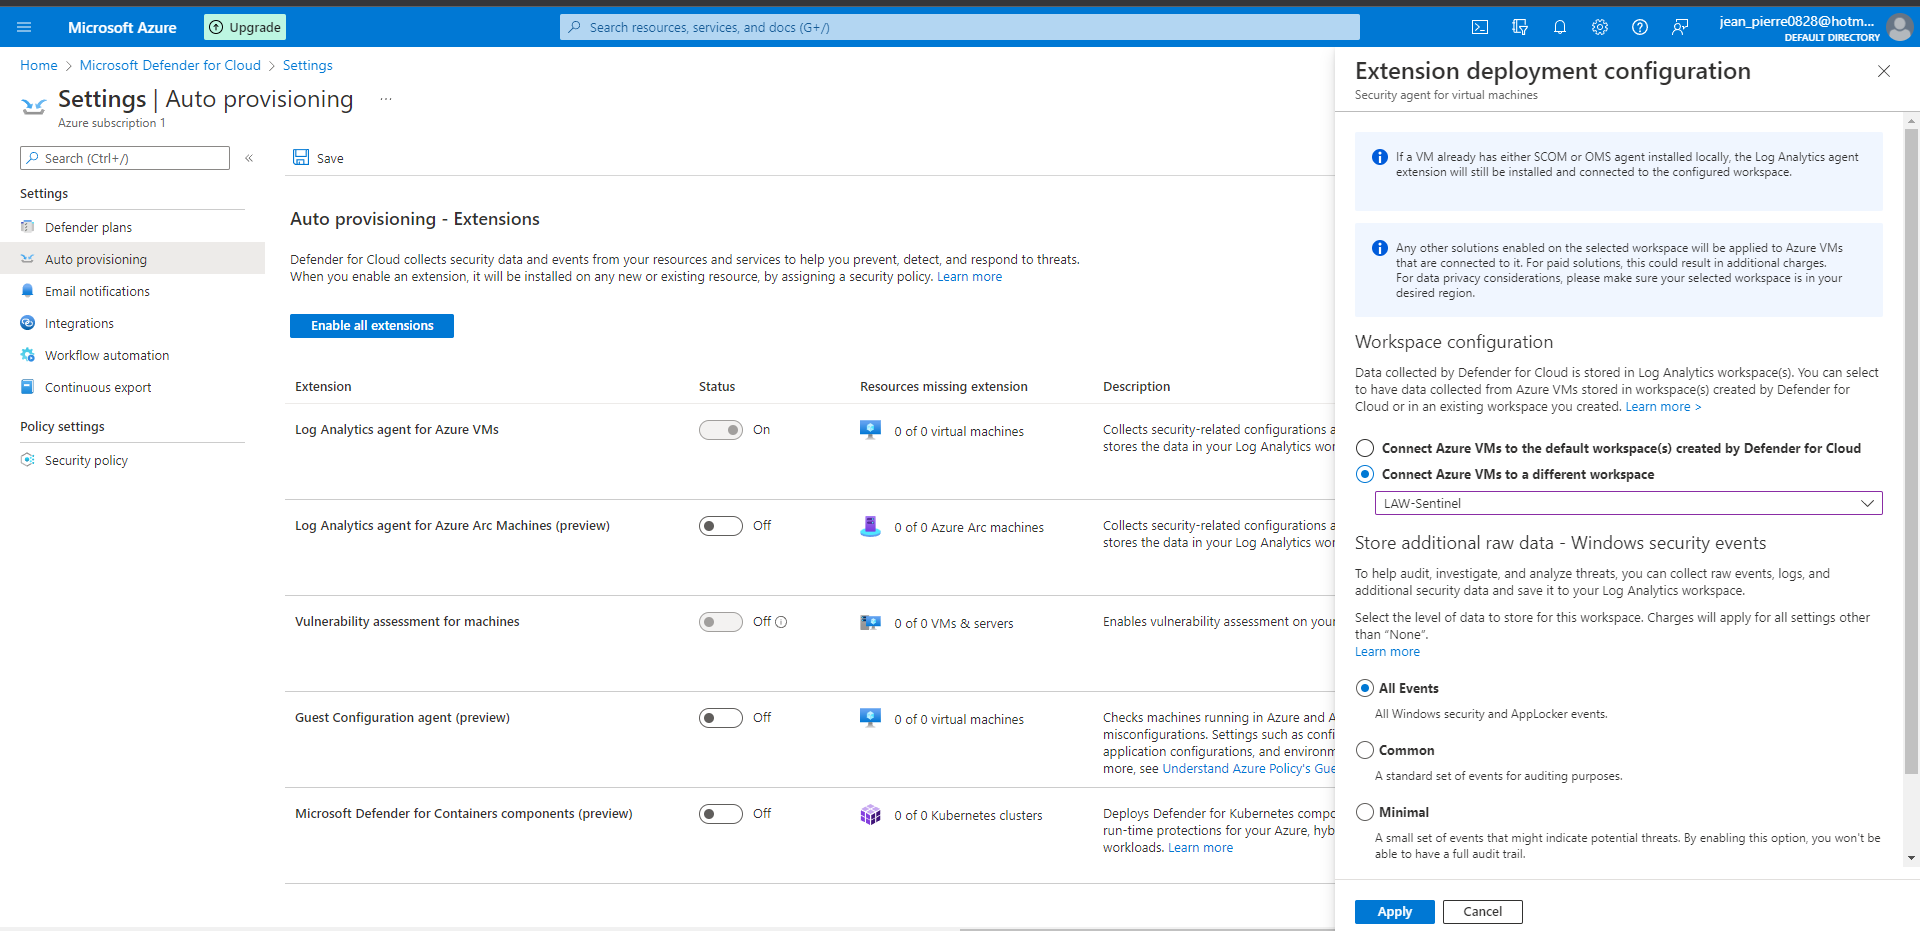 Microsoft Azure
Upgrade
Search resources, services, and docs (G+/)
jean_pierre0828@hotm...
DEFAULT DIRECTORY
Home > Microsoft Defender for Cloud > Settings
Settings | Auto provisioning ...
Azure subscription 1
Search (Ctrl+/)
«
Settings
Defender plans
Auto provisioning
Email notifications
Integrations
Workflow automation
Continuous export
Policy settings
Security policy
Save
Auto provisioning - Extensions
Defender for Cloud collects security data and events from your resources and services to help you prevent, detect, and respond to threats.
When you enable an extension, it will be installed on any new or existing resource, by assigning a security policy. Learn more
Enable all extensions
Extension Status Resources missing extension Description
Log Analytics agent for Azure VMs On 0 of 0 virtual machines Collects security-related configurations a
stores the data in your Log Analytics wor
Log Analytics agent for Azure Arc Machines (preview) Off 0 of 0 Azure Arc machines Collects security-related configurations a
stores the data in your Log Analytics wor
Vulnerability assessment for machines Off 0 of 0 VMs & servers Enables vulnerability assessment on your
Guest Configuration agent (preview) Off 0 of 0 virtual machines Checks machines running in Azure and A
misconfigurations. Settings such as confi
application configurations, and environm
more, see Understand Azure Policy's Gue
Microsoft Defender for Containers components (preview) Off 0 of 0 Kubernetes clusters Deploys Defender for Kubernetes compo
run-time protections for your Azure, hyb
workloads. Learn more
Extension deployment configuration
Security agent for virtual machines
If a VM already has either SCOM or OMS agent installed locally, the Log Analytics agent
extension will still be installed and connected to the configured workspace.
Any other solutions enabled on the selected workspace will be applied to Azure VMs
that are connected to it. For paid solutions, this could result in additional charges.
For data privacy considerations, please make sure your selected workspace is in your
desired region.
Workspace configuration
Data collected by Defender for Cloud is stored in Log Analytics workspace(s). You can select
to have data collected from Azure VMs stored in workspace(s) created by Defender for
Cloud or in an existing workspace you created. Learn more >
Connect Azure VMs to the default workspace(s) created by Defender for Cloud
Connect Azure VMs to a different workspace
LAW-Sentinel
Store additional raw data - Windows security events
To help audit, investigate, and analyze threats, you can collect raw events, logs, and
additional security data and save it to your Log Analytics workspace.
Select the level of data to store for this workspace. Charges will apply for all settings other
than “None”.
Learn more
All Events
All Windows security and AppLocker events.
Common
A standard set of events for auditing purposes.
Minimal
A small set of events that might indicate potential threats. By enabling this option, you won't be
able to have a full audit trail.
Apply Cancel